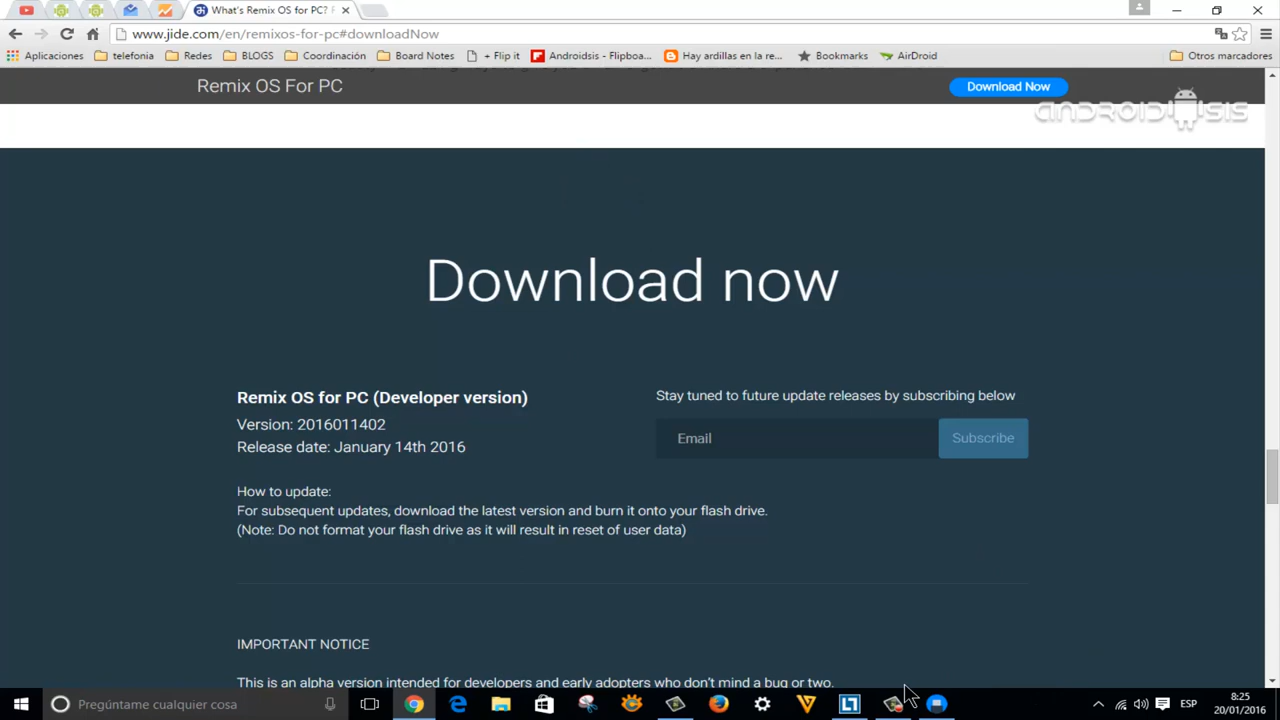 What's Remix OS for PC? F
www.jide.com/en/remixos-for-pc#downloadNow
Aplicaciones
telefonia
Redes
BLOGS
Coordinación
Board Notes
+ Flip it
Androidsis - Flipboa...
Hay ardillas en la re...
Bookmarks
AirDroid
Otros marcadores
Remix OS For PC
Download Now
ANDROIDSIS
Download now
Remix OS for PC (Developer version)
Version: 2016011402
Release date: January 14th 2016
Stay tuned to future update releases by subscribing below
Email
Subscribe
How to update:
For subsequent updates, download the latest version and burn it onto your flash drive.
(Note: Do not format your flash drive as it will result in reset of user data)
IMPORTANT NOTICE
This is an alpha version intended for developers and early adopters who don't mind a bug or two.
Pregúntame cualquier cosa
ESP
8:25
20/01/2016